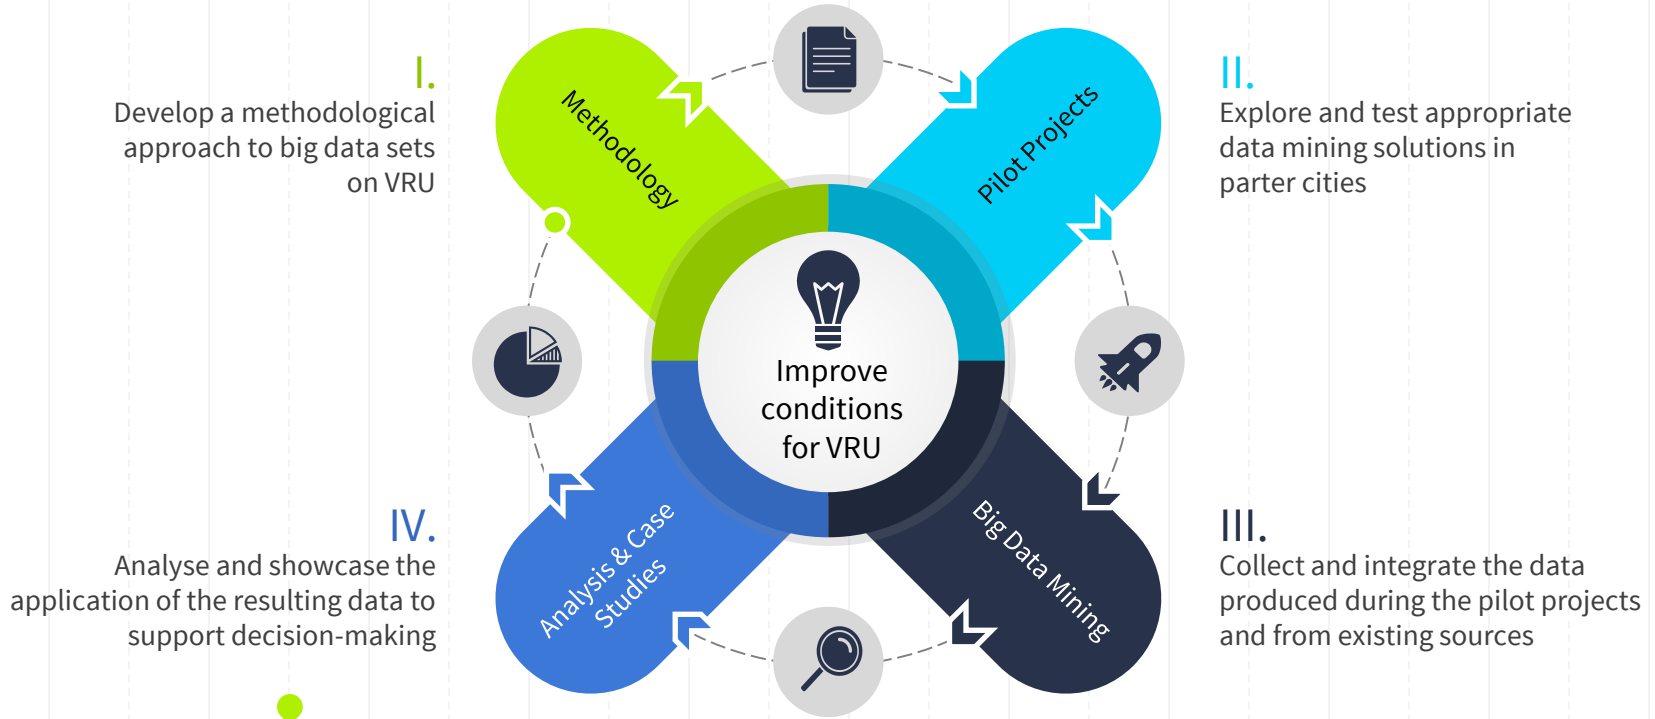 I.
Develop a methodological
approach to big data sets
on VRU
Methodology
Pilot Projects
II.
Explore and test appropriate
data mining solutions in
parter cities
Improve
conditions
for VRU
IV.
Analyse and showcase the
application of the resulting data to
support decision-making
Analysis & Case
Studies
Big Data Mining
III.
Collect and integrate the data
produced during the pilot projects
and from existing sources